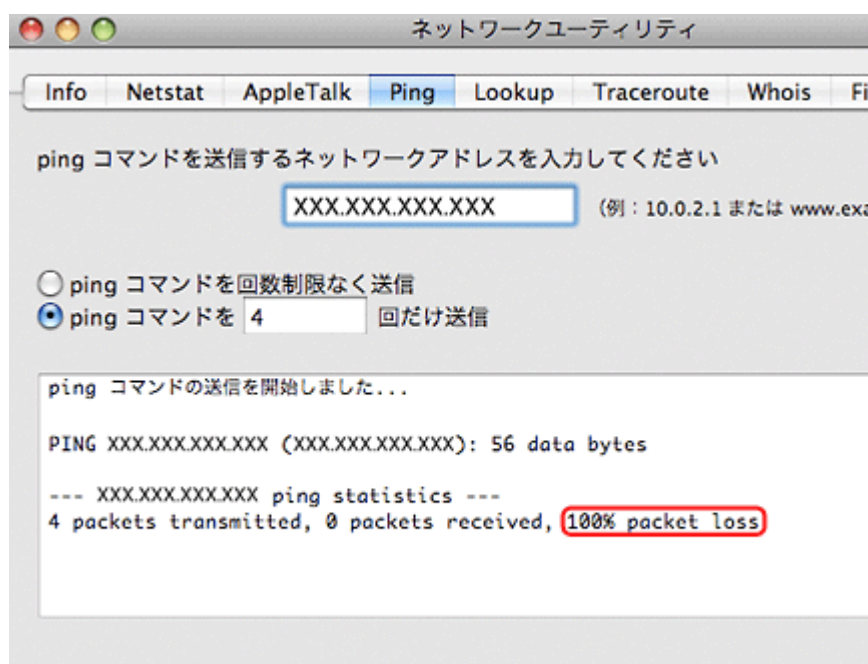 ネットワークユーティリティ
Info Netstat AppleTalk Ping Lookup Traceroute Whois Fi
ping コマンドを送信するネットワークアドレスを入力してください
XXX.XXX.XXX.XXX (例:10.0.2.1 または www.exa
ping コマンドを回数制限なく送信
ping コマンドを 4 回だけ送信
ping コマンドの送信を開始しました...
PING XXX.XXX.XXX.XXX (XXX.XXX.XXX.XXX): 56 data bytes
--- XXX.XXX.XXX.XXX ping statistics ---
4 packets transmitted, 0 packets received, 100% packet loss